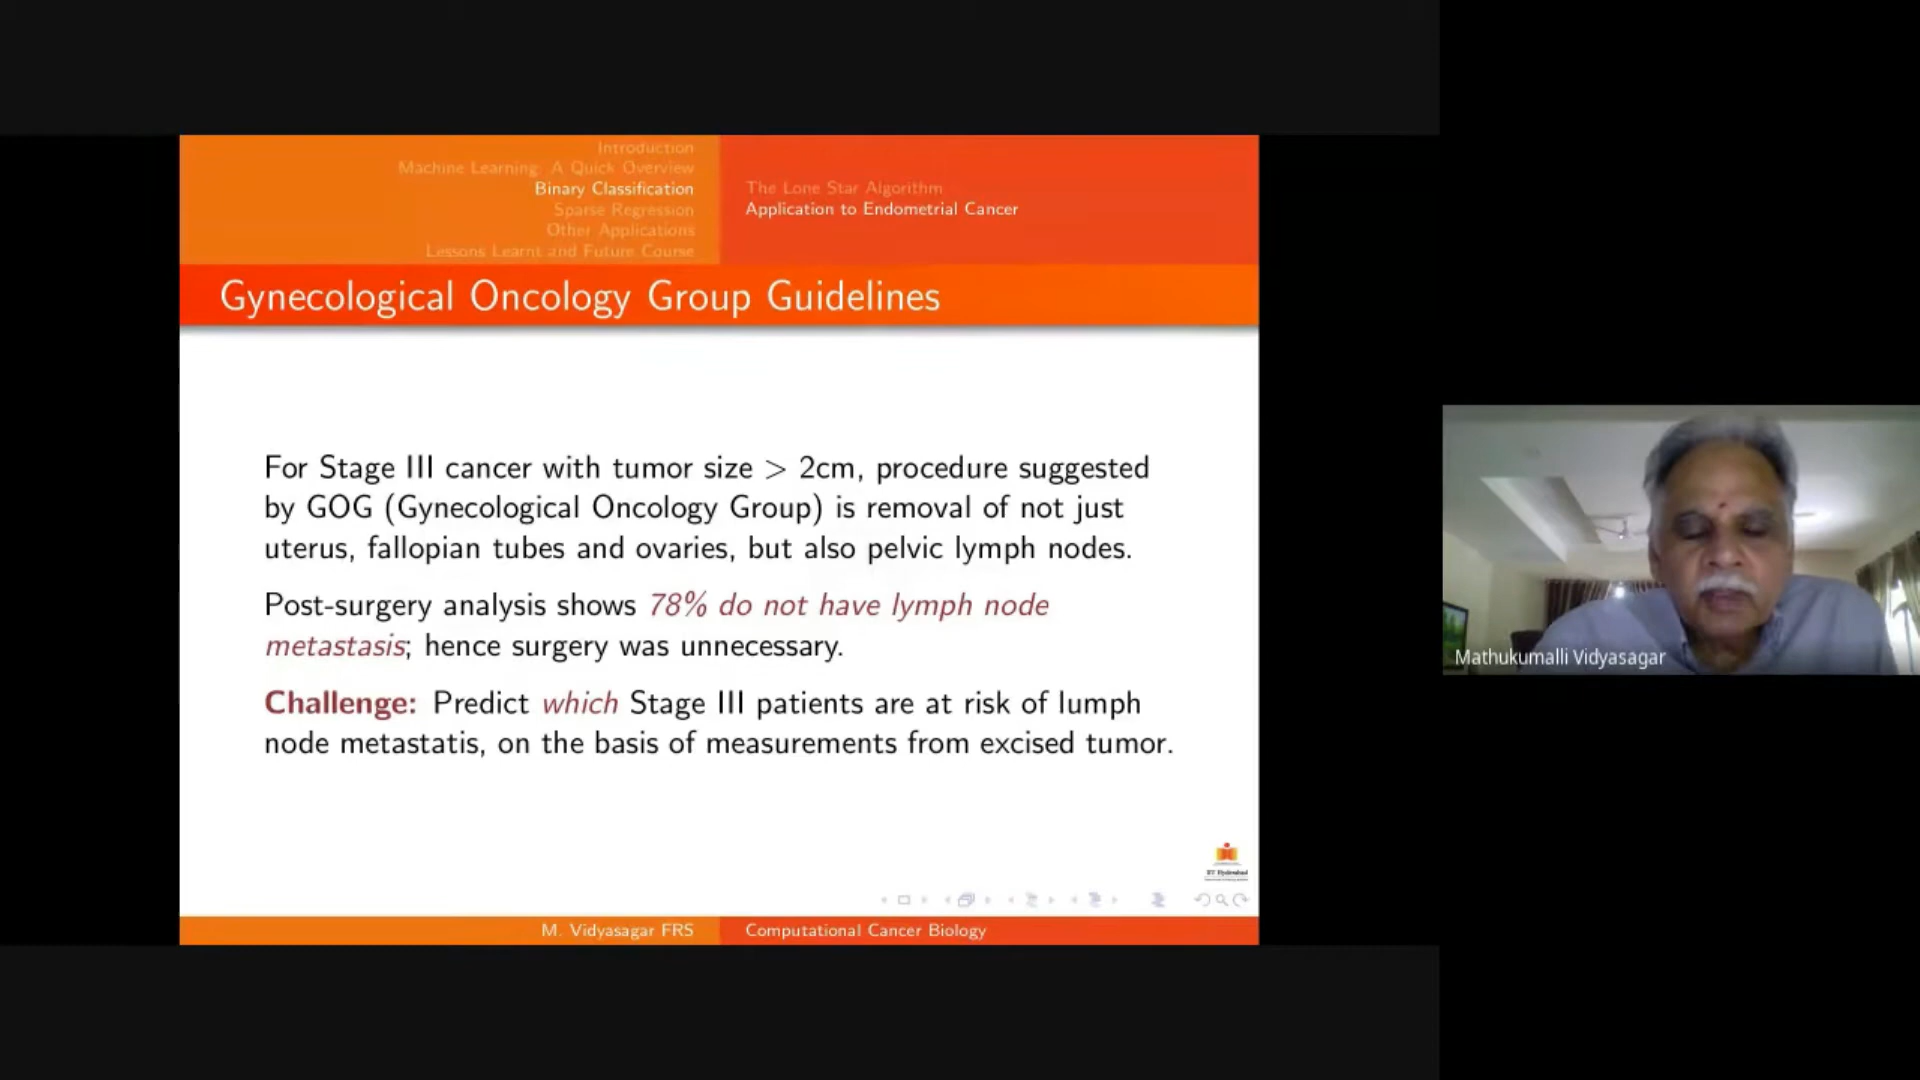 Introduction
Machine Learning: A Quick Overview
Binary Classification
Sparse Regression
Other Applications
Lessons Learnt and Future Course
The Lone Star Algorithm
Application to Endometrial Cancer
Gynecological Oncology Group Guidelines
For Stage III cancer with tumor size > 2cm, procedure suggested
by GOG (Gynecological Oncology Group) is removal of not just
uterus, fallopian tubes and ovaries, but also pelvic lymph nodes.
Post-surgery analysis shows 78% do not have lymph node
metastasis; hence surgery was unnecessary.
Challenge: Predict which Stage III patients are at risk of lumph
node metastatis, on the basis of measurements from excised tumor.
IIT Hyderabad
M. Vidyasagar FRS
Computational Cancer Biology
Mathukumalli Vidyasagar